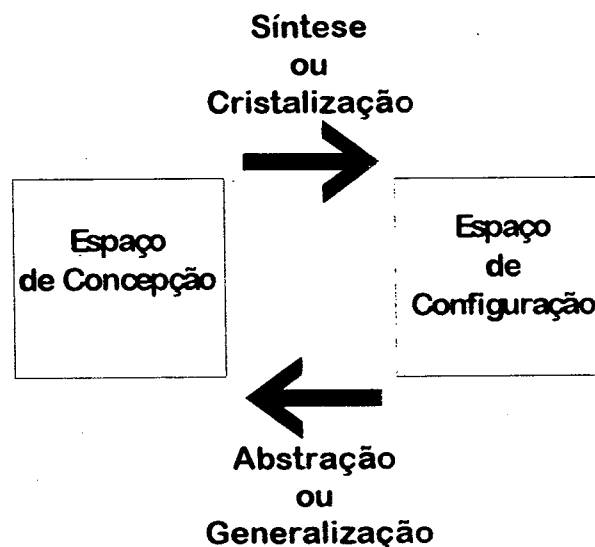 Síntese
ou
Cristalização
Espaço
de Concepção
Espaço
de
Configuração
Abstração
ou
Generalização